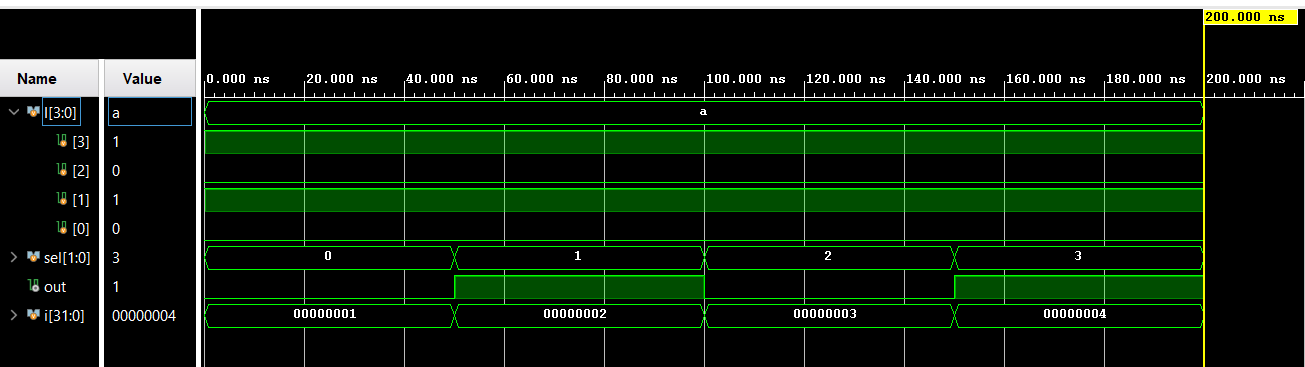 200.000 ns
Name Value 0.000 ns 20.000 ns 40.000 ns 60.000 ns 80.000 ns 100.000 ns 120.000 ns 140.000 ns 160.000 ns 180.000 ns 200.000 ns
I[3:0] a a
[3] 1
[2] 0
[1] 1
[0] 0
sel[1:0] 3 0 1 2 3
out 1
i[31:0] 00000004 00000001 00000002 00000003 00000004